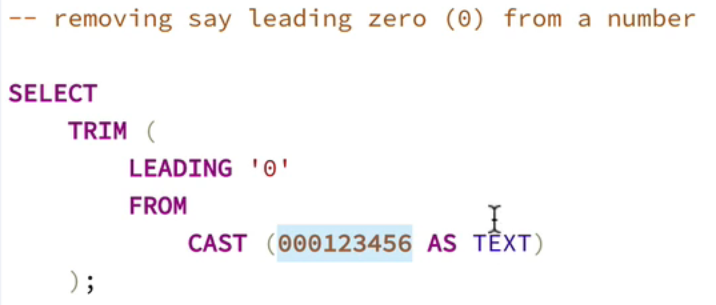 -- removing say leading zero (0) from a number
SELECT
TRIM (
LEADING '0'
FROM
CAST (000123456 AS TEXT)
);